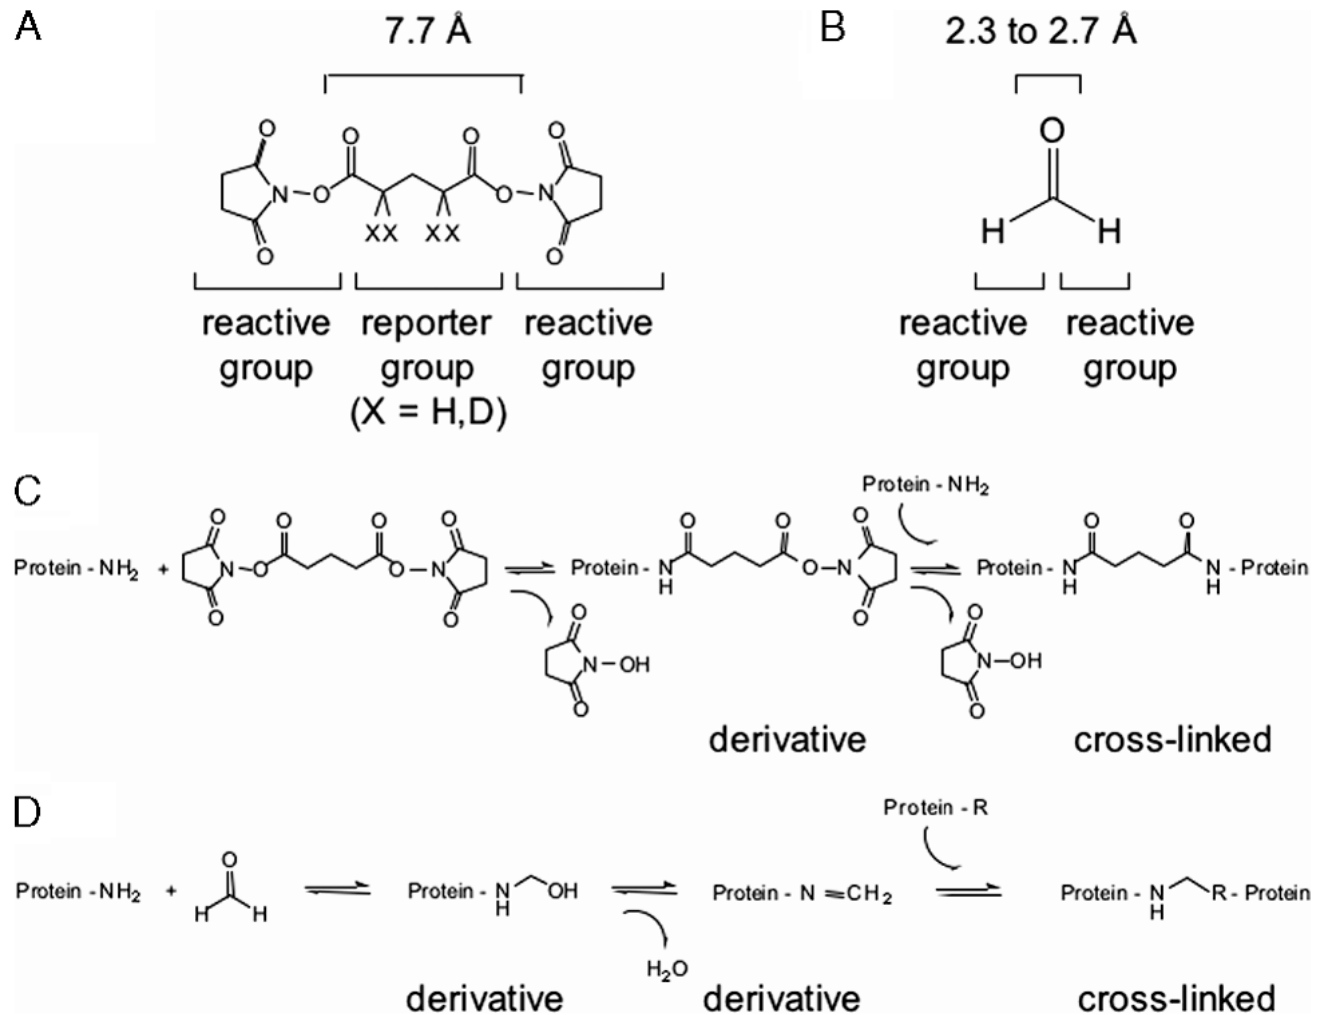 A
7.7 Å
B
2.3 to 2.7 Å
O O O O
N O O N
XX XX
O O
reactive group
reporter group
(X = H,D)
reactive group
O
H H
reactive group
reactive group
C
Protein - NH₂
O O O O
O O O
O O
Protein - NH₂ + N O O N
Protein - N H O N
Protein - N H N H - Protein
O O
O
O
O O
N - OH
N - OH
O O
derivative
cross-linked
D
Protein - R
O
Protein - NH₂ + H H
Protein - N H OH
Protein - N = CH₂
Protein - N H R - Protein
H₂O
derivative
derivative
cross-linked